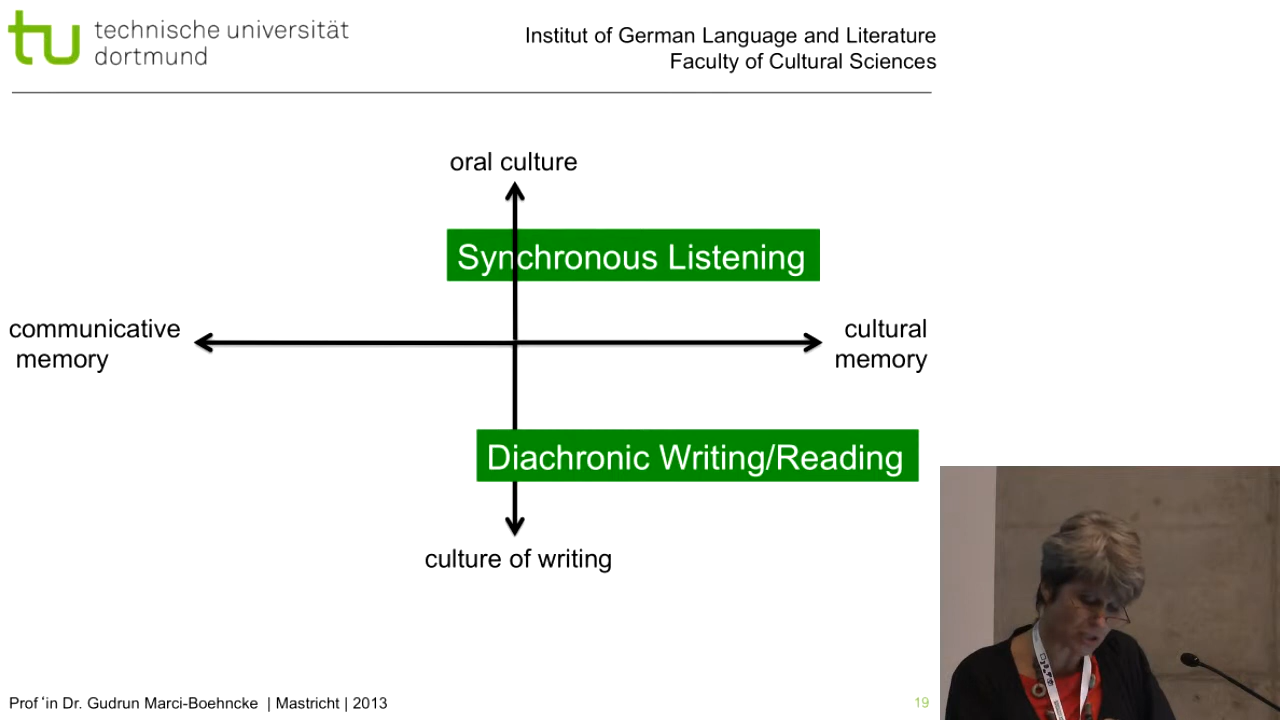 tu technische universität
dortmund
Institut of German Language and Literature
Faculty of Cultural Sciences
oral culture
Synchronous Listening
communicative
memory
cultural
memory
Diachronic Writing/Reading
culture of writing
Prof‘in Dr. Gudrun Marci-Boehncke | Mastricht | 2013
19